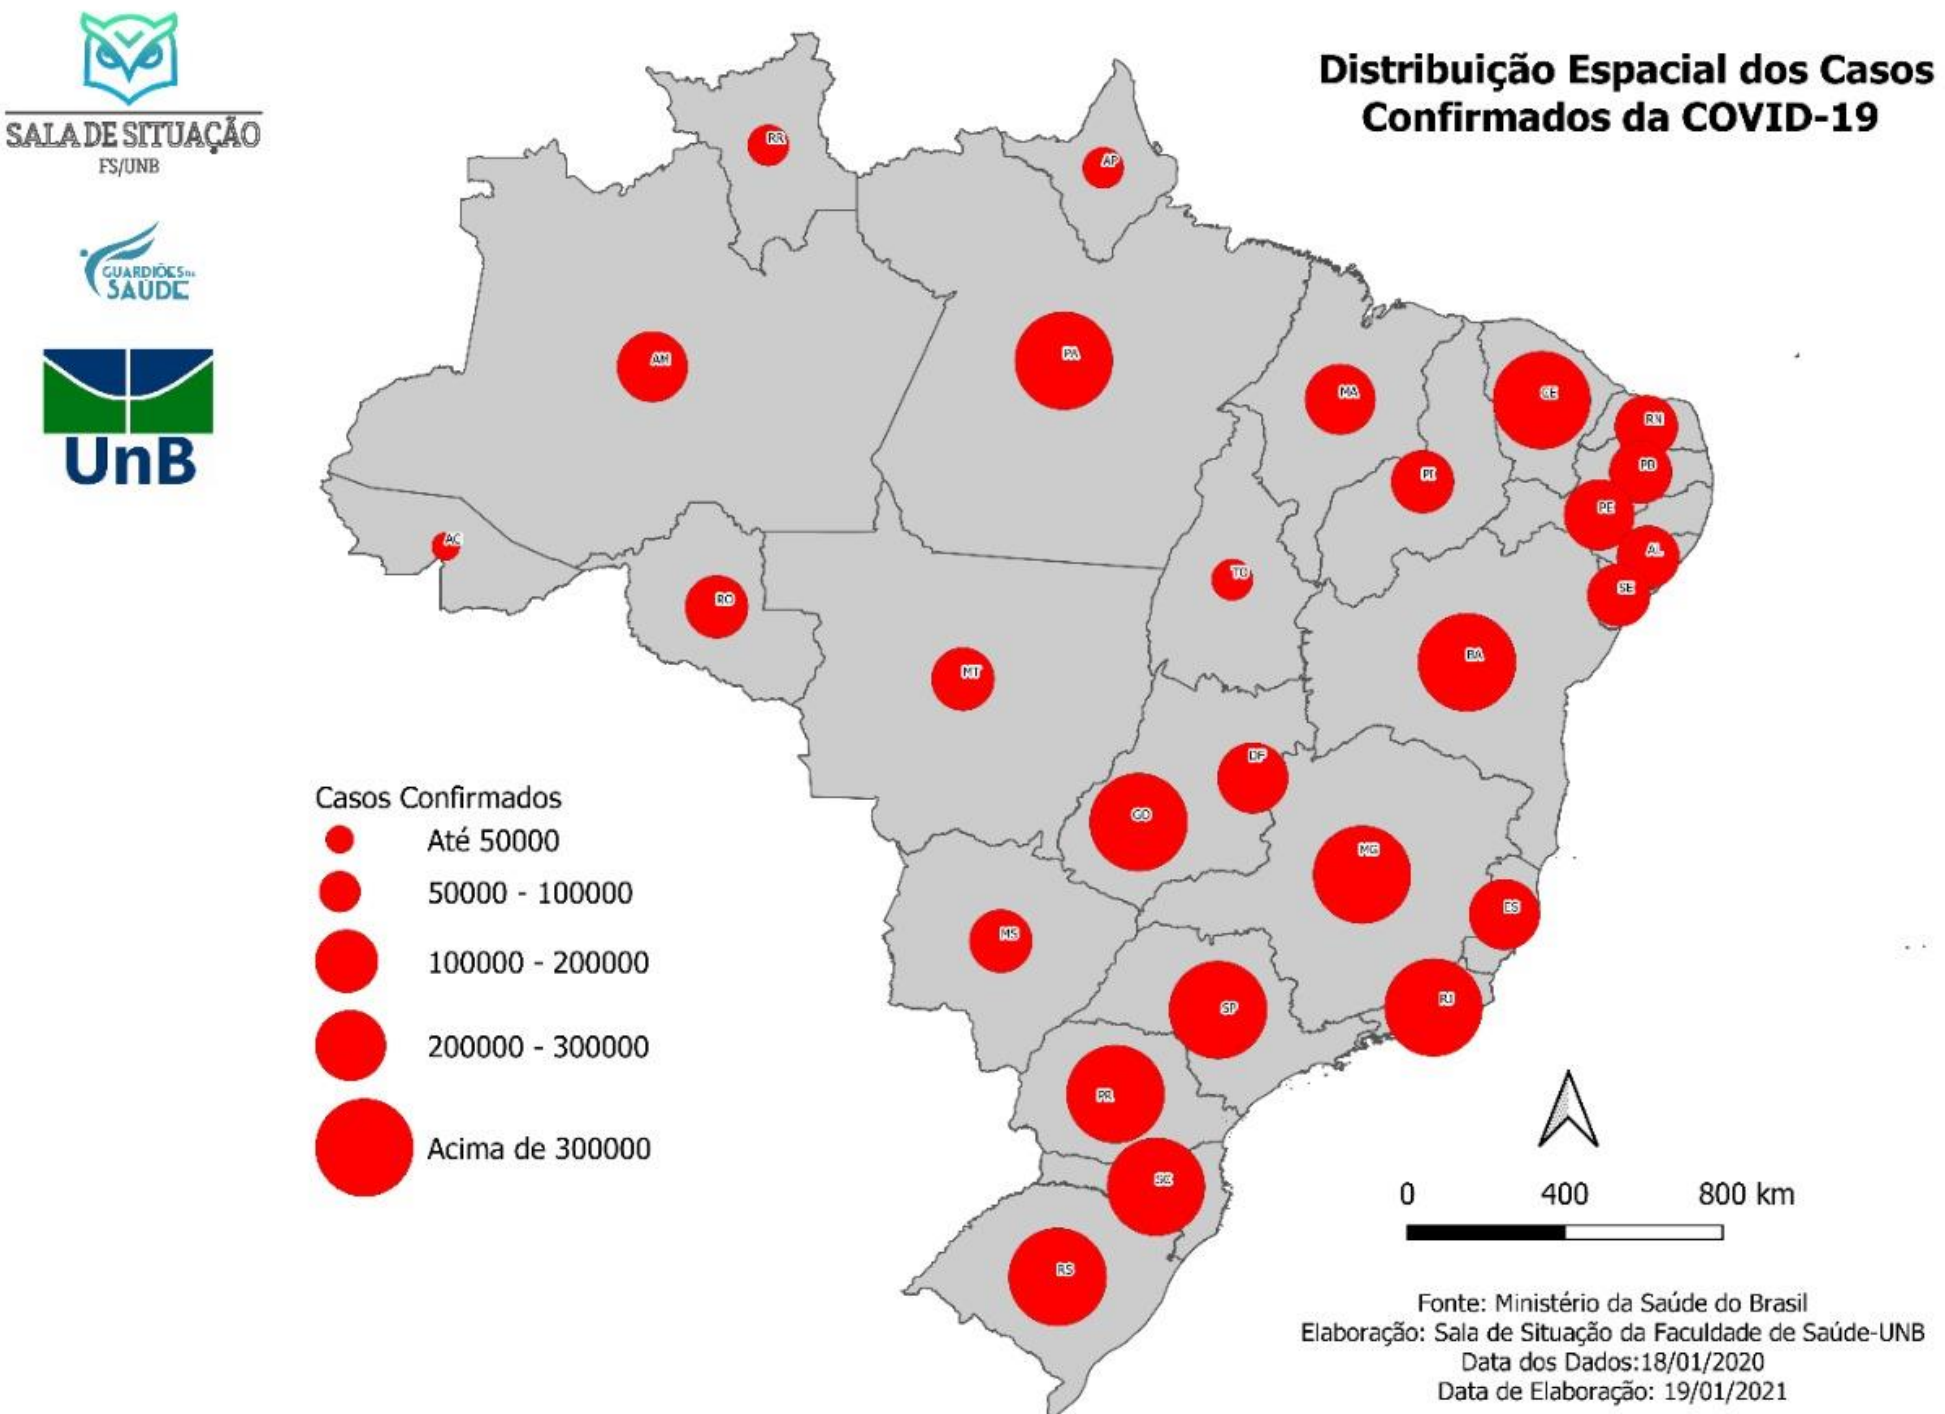 SALA DE SITUAÇÃO
FS/UNB
GUARDIÕES DA
SAÚDE
UnB
Distribuição Espacial dos Casos
Confirmados da COVID-19
RR
AP
AM
PA
MA
CE
RN
PI
PB
PE
AC
AL
TO
SE
RO
BA
MT
DF
GO
MG
ES
MS
RJ
SP
PR
SC
RS
Casos Confirmados
Até 50000
50000 - 100000
100000 - 200000
200000 - 300000
Acima de 300000
0 400 800 km
Fonte: Ministério da Saúde do Brasil
Elaboração: Sala de Situação da Faculdade de Saúde-UNB
Data dos Dados:18/01/2020
Data de Elaboração: 19/01/2021